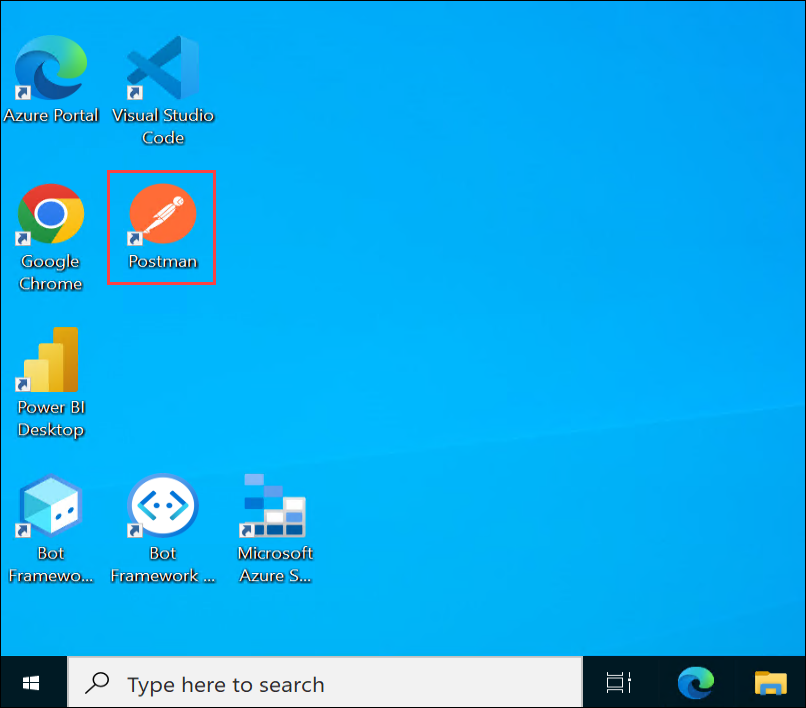 Azure Portal
Visual Studio
Code
Google
Chrome
Postman
Power BI
Desktop
Bot
Framewo...
Bot
Framework ...
Microsoft
Azure S...
Type here to search